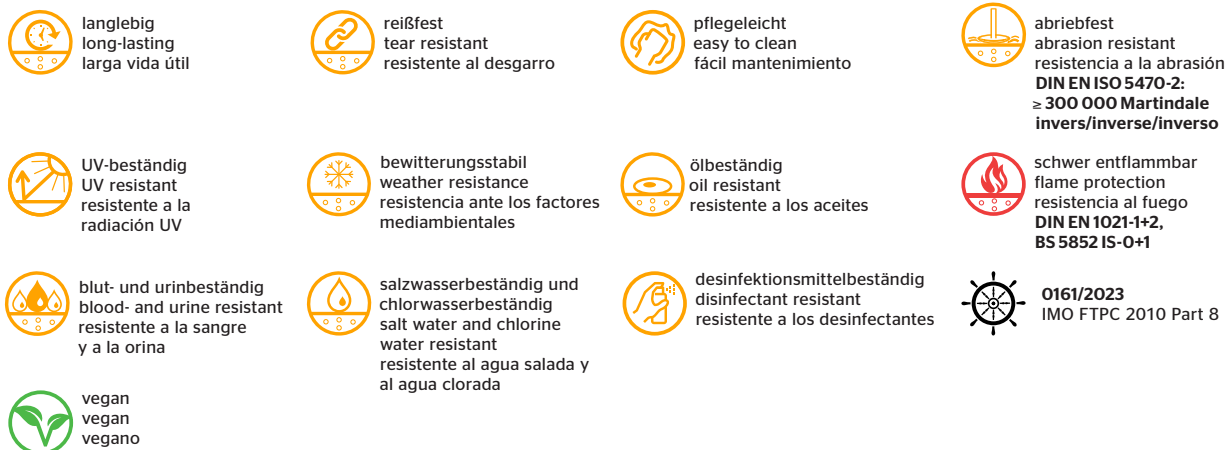 langlebig
long-lasting
larga vida útil
reißfest
tear resistant
resistente al desgarro
pflegeleicht
easy to clean
fácil mantenimiento
abriebfest
abrasion resistant
resistencia a la abrasión
DIN EN ISO 5470-2:
≥ 300 000 Martindale
invers/inverse/inverso
UV-beständig
UV resistant
resistente a la
radiación UV
bewitterungsstabil
weather resistance
resistencia ante los factores
mediambientales
ölbeständig
oil resistant
resistente a los aceites
schwer entflammbar
flame protection
resistencia al fuego
DIN EN 1021-1+2,
BS 5852 IS-0+1
blut- und urinbeständig
blood- and urine resistant
resistente a la sangre
y a la orina
salzwasserbeständig und
chlorwasserbeständig
salt water and chlorine
water resistant
resistente al agua salada y
al agua clorada
desinfektionsmittelbeständig
disinfectant resistant
resistente a los desinfectantes
0161/2023
IMO FTPC 2010 Part 8
vegan
vegan
vegano